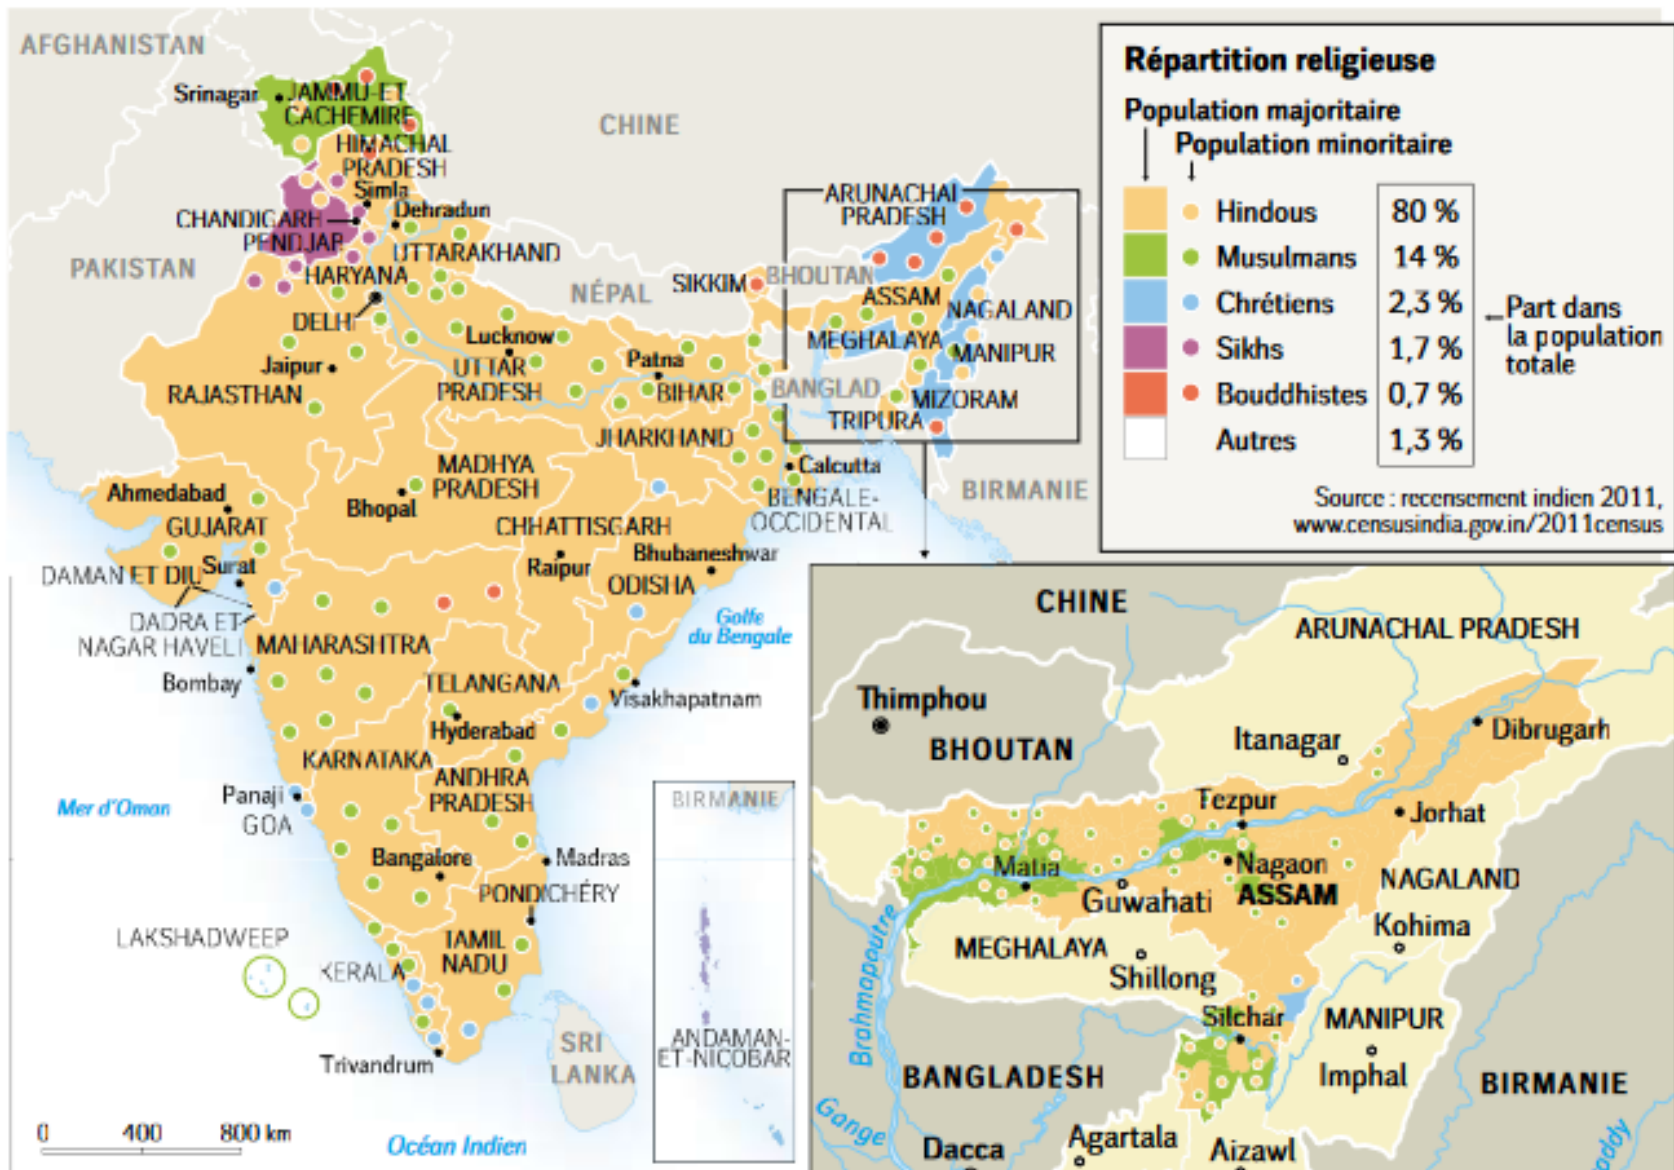 AFGHANISTAN
Srinagar
JAMMU-ET-
CACHEMIRE
HIMACHAL
PRADESH
Simla
CHINE
CHANDIGARH
Dehradun
PENDJAB
UTTARAKHAND
PAKISTAN
HARYANA
NÉPAL
SIKKIM
BHOUTAN
ARUNACHAL
PRADESH
ASSAM
NAGALAND
DELHI
Lucknow
MEGHALAYA
MANIPUR
Jaipur
UTTAR
PRADESH
Patna
BIHAR
BANGLAD.
MIZORAM
TRIPURA
RAJASTHAN
JHARKHAND
MADHYA
PRADESH
Calcutta
Ahmedabad
Bhopal
BENGALE-
OCCIDENTAL
BIRMANIE
GUJARAT
CHHATTISGARH
Bhubaneshwar
DAMAN ET DIU
Surat
Raipur
ODISHA
DADRA ET
NAGAR HAVELI
MAHARASHTRA
Golfe
du Bengale
Bombay
TELANGANA
Visakhapatnam
Hyderabad
KARNATAKA
ANDHRA
PRADESH
Mer d'Oman
Panaji
GOA
BIRMANIE
Bangalore
Madras
PONDICHÉRY
LAKSHADWEEP
KERALA
TAMIL
NADU
ANDAMAN-
ET-NICOBAR
SRI
LANKA
Trivandrum
0 400 800 km
Océan Indien
Répartition religieuse
Population majoritaire
Population minoritaire
Hindous 80 %
Musulmans 14 %
Chrétiens 2,3 %
Sikhs 1,7 %
Bouddhistes 0,7 %
Autres 1,3 %
Part dans
la population
totale
Source : recensement indien 2011,
www.censusindia.gov.in/2011census
CHINE
ARUNACHAL PRADESH
Thimphou
BHOUTAN
Itanagar
Dibrugarh
Tezpur
Jorhat
Matia
Nagaon
Guwahati
ASSAM
NAGALAND
Kohima
MEGHALAYA
Shillong
Brahmapoutre
Silchar
MANIPUR
Imphal
BANGLADESH
BIRMANIE
Gange
Dacca
Agartala
Aizawl